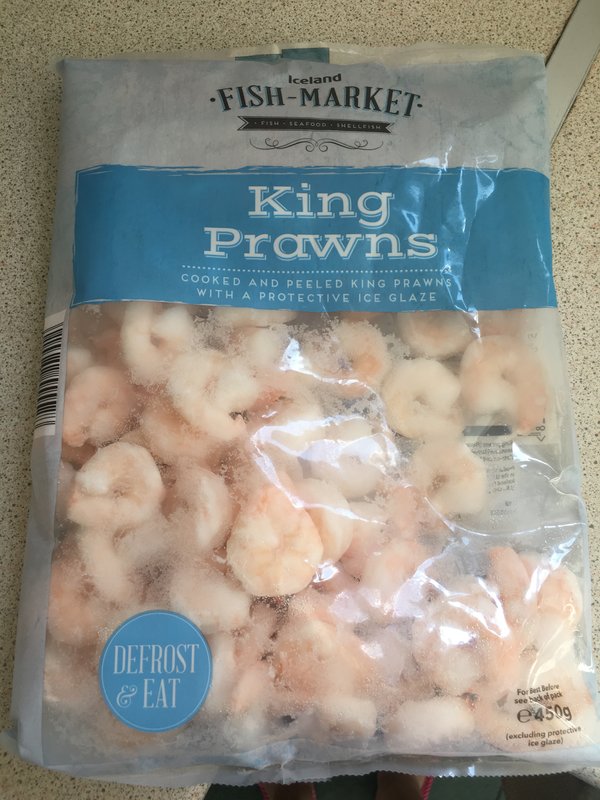 Iceland
·FISH-MARKET·
· FISH · SEAFOOD · SHELLFISH ·
King
Prawns
COOKED AND PEELED KING PRAWNS
WITH A PROTECTIVE ICE GLAZE
DEFROST
& EAT
For Best Before
see back of pack
℮450g
(excluding protective
ice glaze)